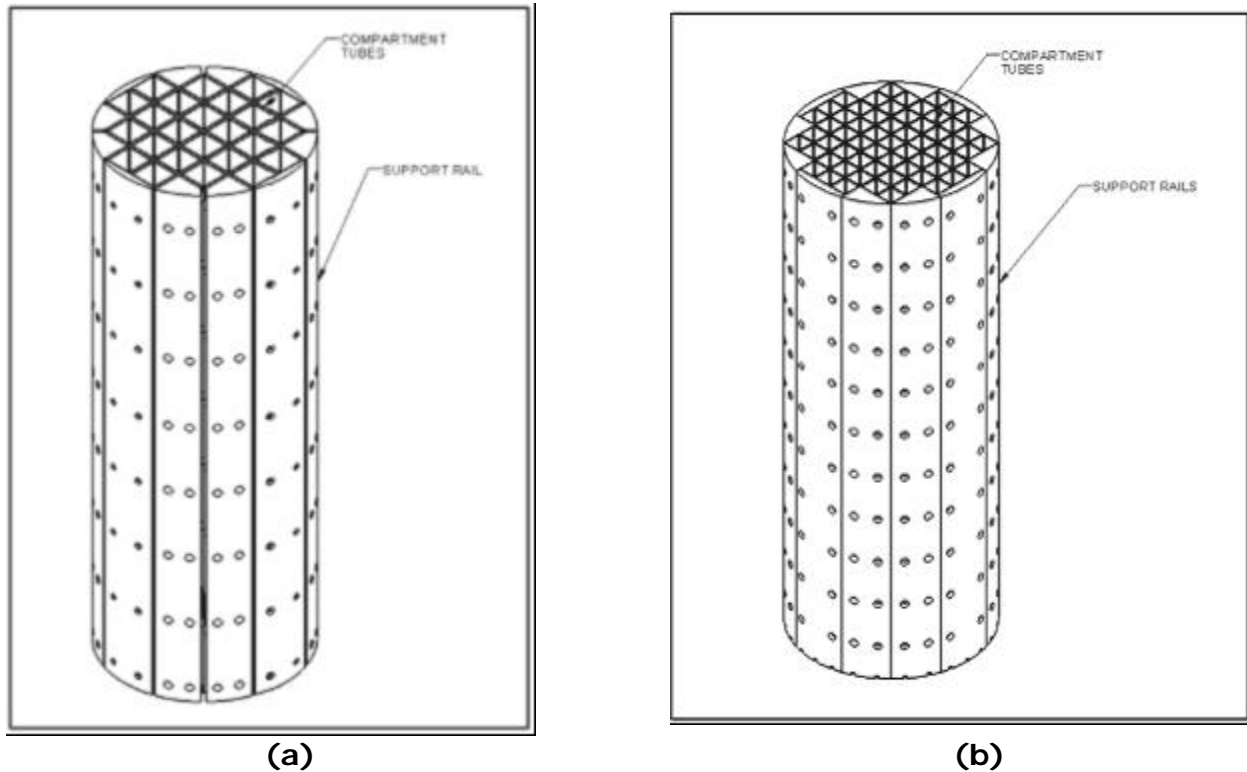 COMPARTMENT
TUBES
SUPPORT RAIL
(a)
COMPARTMENT
TUBES
SUPPORT RAILS
(b)